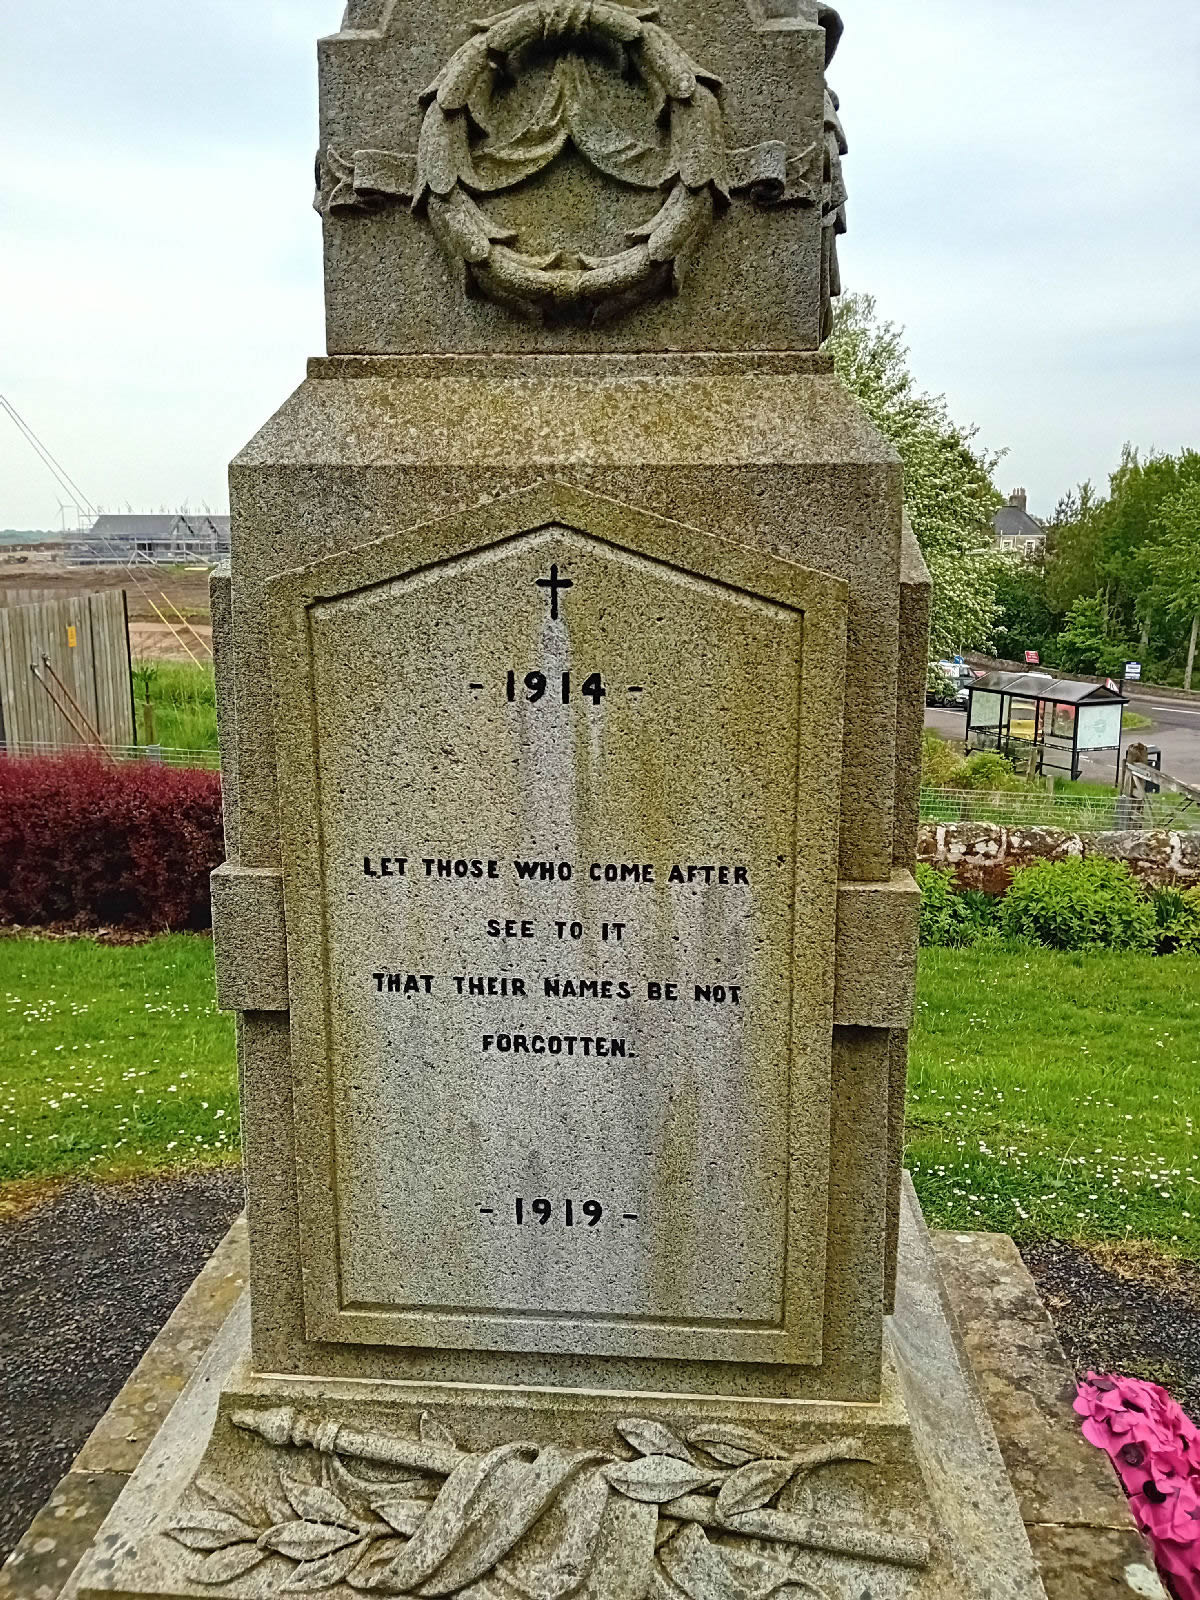 - 1914 -
LET THOSE WHO COME AFTER
SEE TO IT
THAT THEIR NAMES BE NOT
FORGOTTEN.
- 1919 -